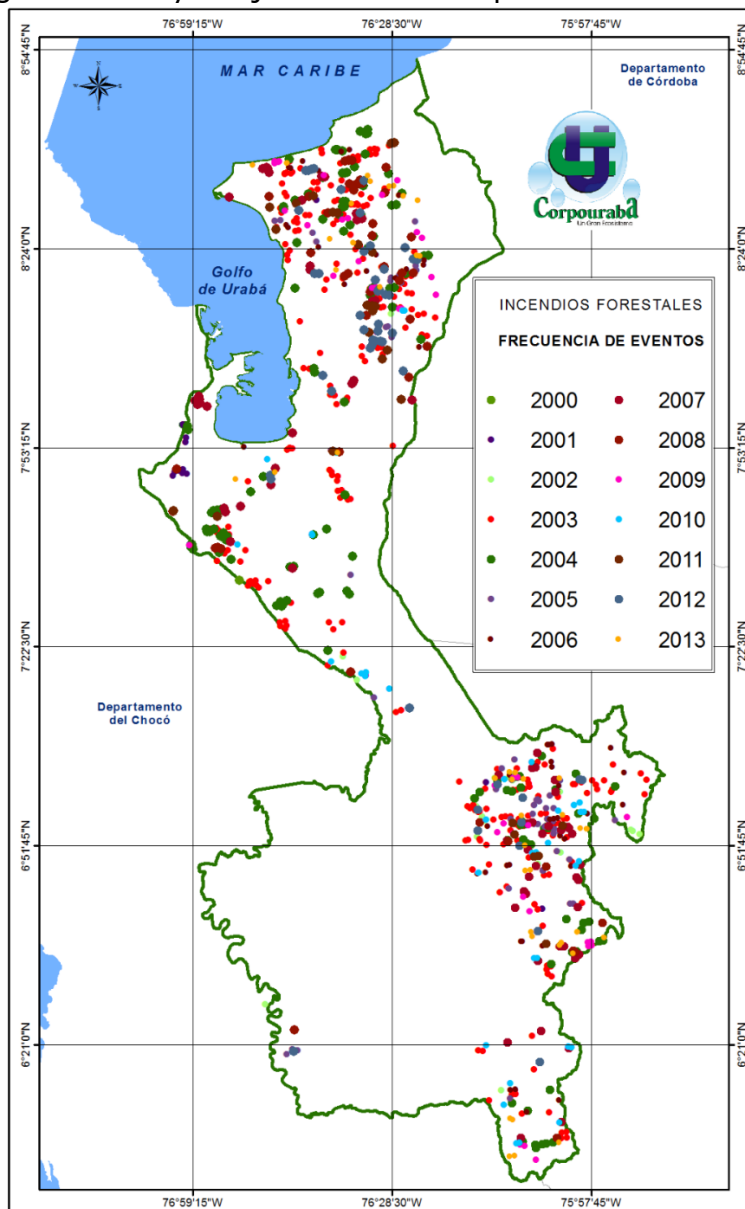 76°59'15"W 76°28'30"W 75°57'45"W
8°54'45"N
8°54'45"N
MAR CARIBE
Departamento
de Córdoba
Corpouraba
Un Gran Ecosistema
8°24'0"N
8°24'0"N
Golfo
de Urabá
INCENDIOS FORESTALES
FRECUENCIA DE EVENTOS
2000 2007
2001 2008
2002 2009
2003 2010
2004 2011
2005 2012
2006 2013
7°53'15"N
7°53'15"N
7°22'30"N
7°22'30"N
Departamento
del Chocó
6°51'45"N
6°51'45"N
6°21'0"N
6°21'0"N
76°59'15"W 76°28'30"W 75°57'45"W